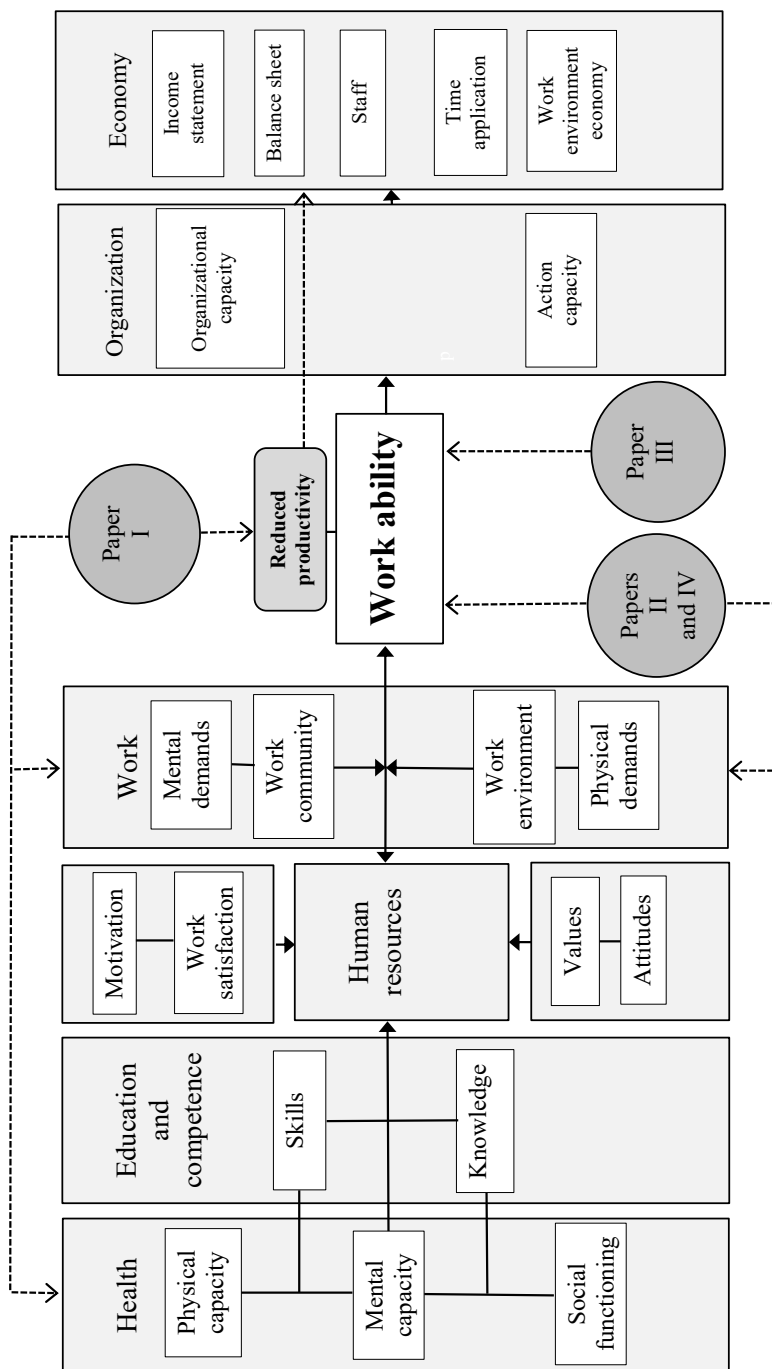 Health
Physical
capacity
Mental
capacity
Social
functioning
Education
and
competence
Skills
Knowledge
Motivation
Work
satisfaction
Human
resources
Values
Attitudes
Work
Mental
demands
Work
community
Work
environment
Physical
demands
Paper
I
Reduced
productivity
Work ability
Papers
II
and IV
Paper
III
Organization
Organizational
capacity
Action
capacity
Economy
Income
statement
Balance sheet
Staff
Time
application
Work
environment
economy